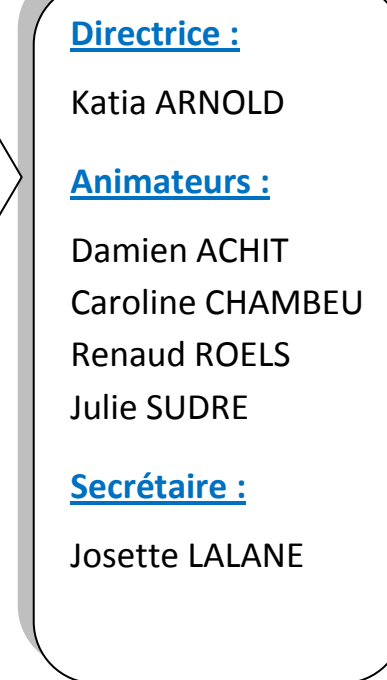 Directrice :
Katia ARNOLD
Animateurs :
Damien ACHIT
Caroline CHAMBEU
Renaud ROELS
Julie SUDRE
Secrétaire :
Josette LALANE